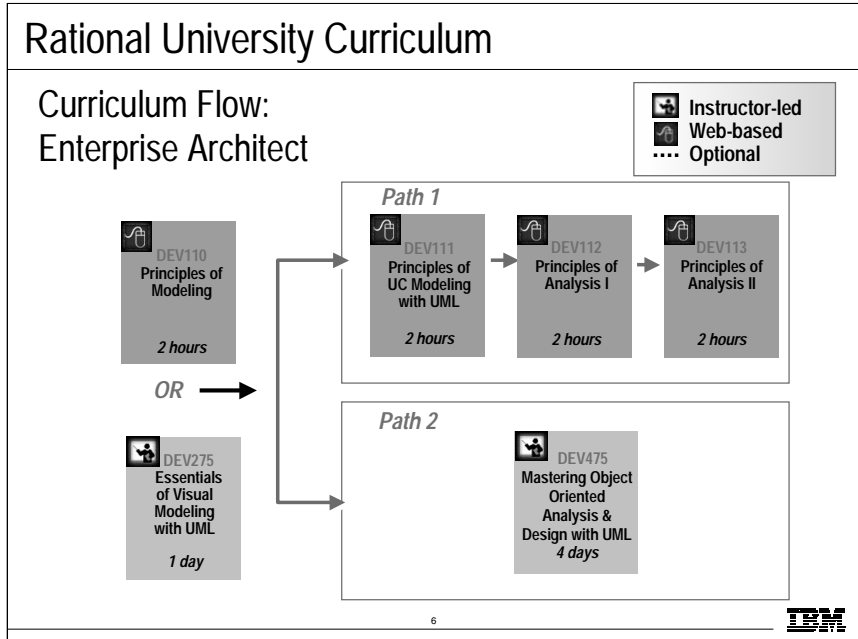 Rational University Curriculum
Curriculum Flow:
Enterprise Architect
Instructor-led
Web-based
Optional
DEV110
Principles of
Modeling
2 hours
OR
DEV275
Essentials
of Visual
Modeling
with UML
1 day
Path 1
DEV111
Principles of
UC Modeling
with UML
2 hours
DEV112
Principles of
Analysis I
2 hours
DEV113
Principles of
Analysis II
2 hours
Path 2
DEV475
Mastering Object
Oriented
Analysis &
Design with UML
4 days
6
IBM